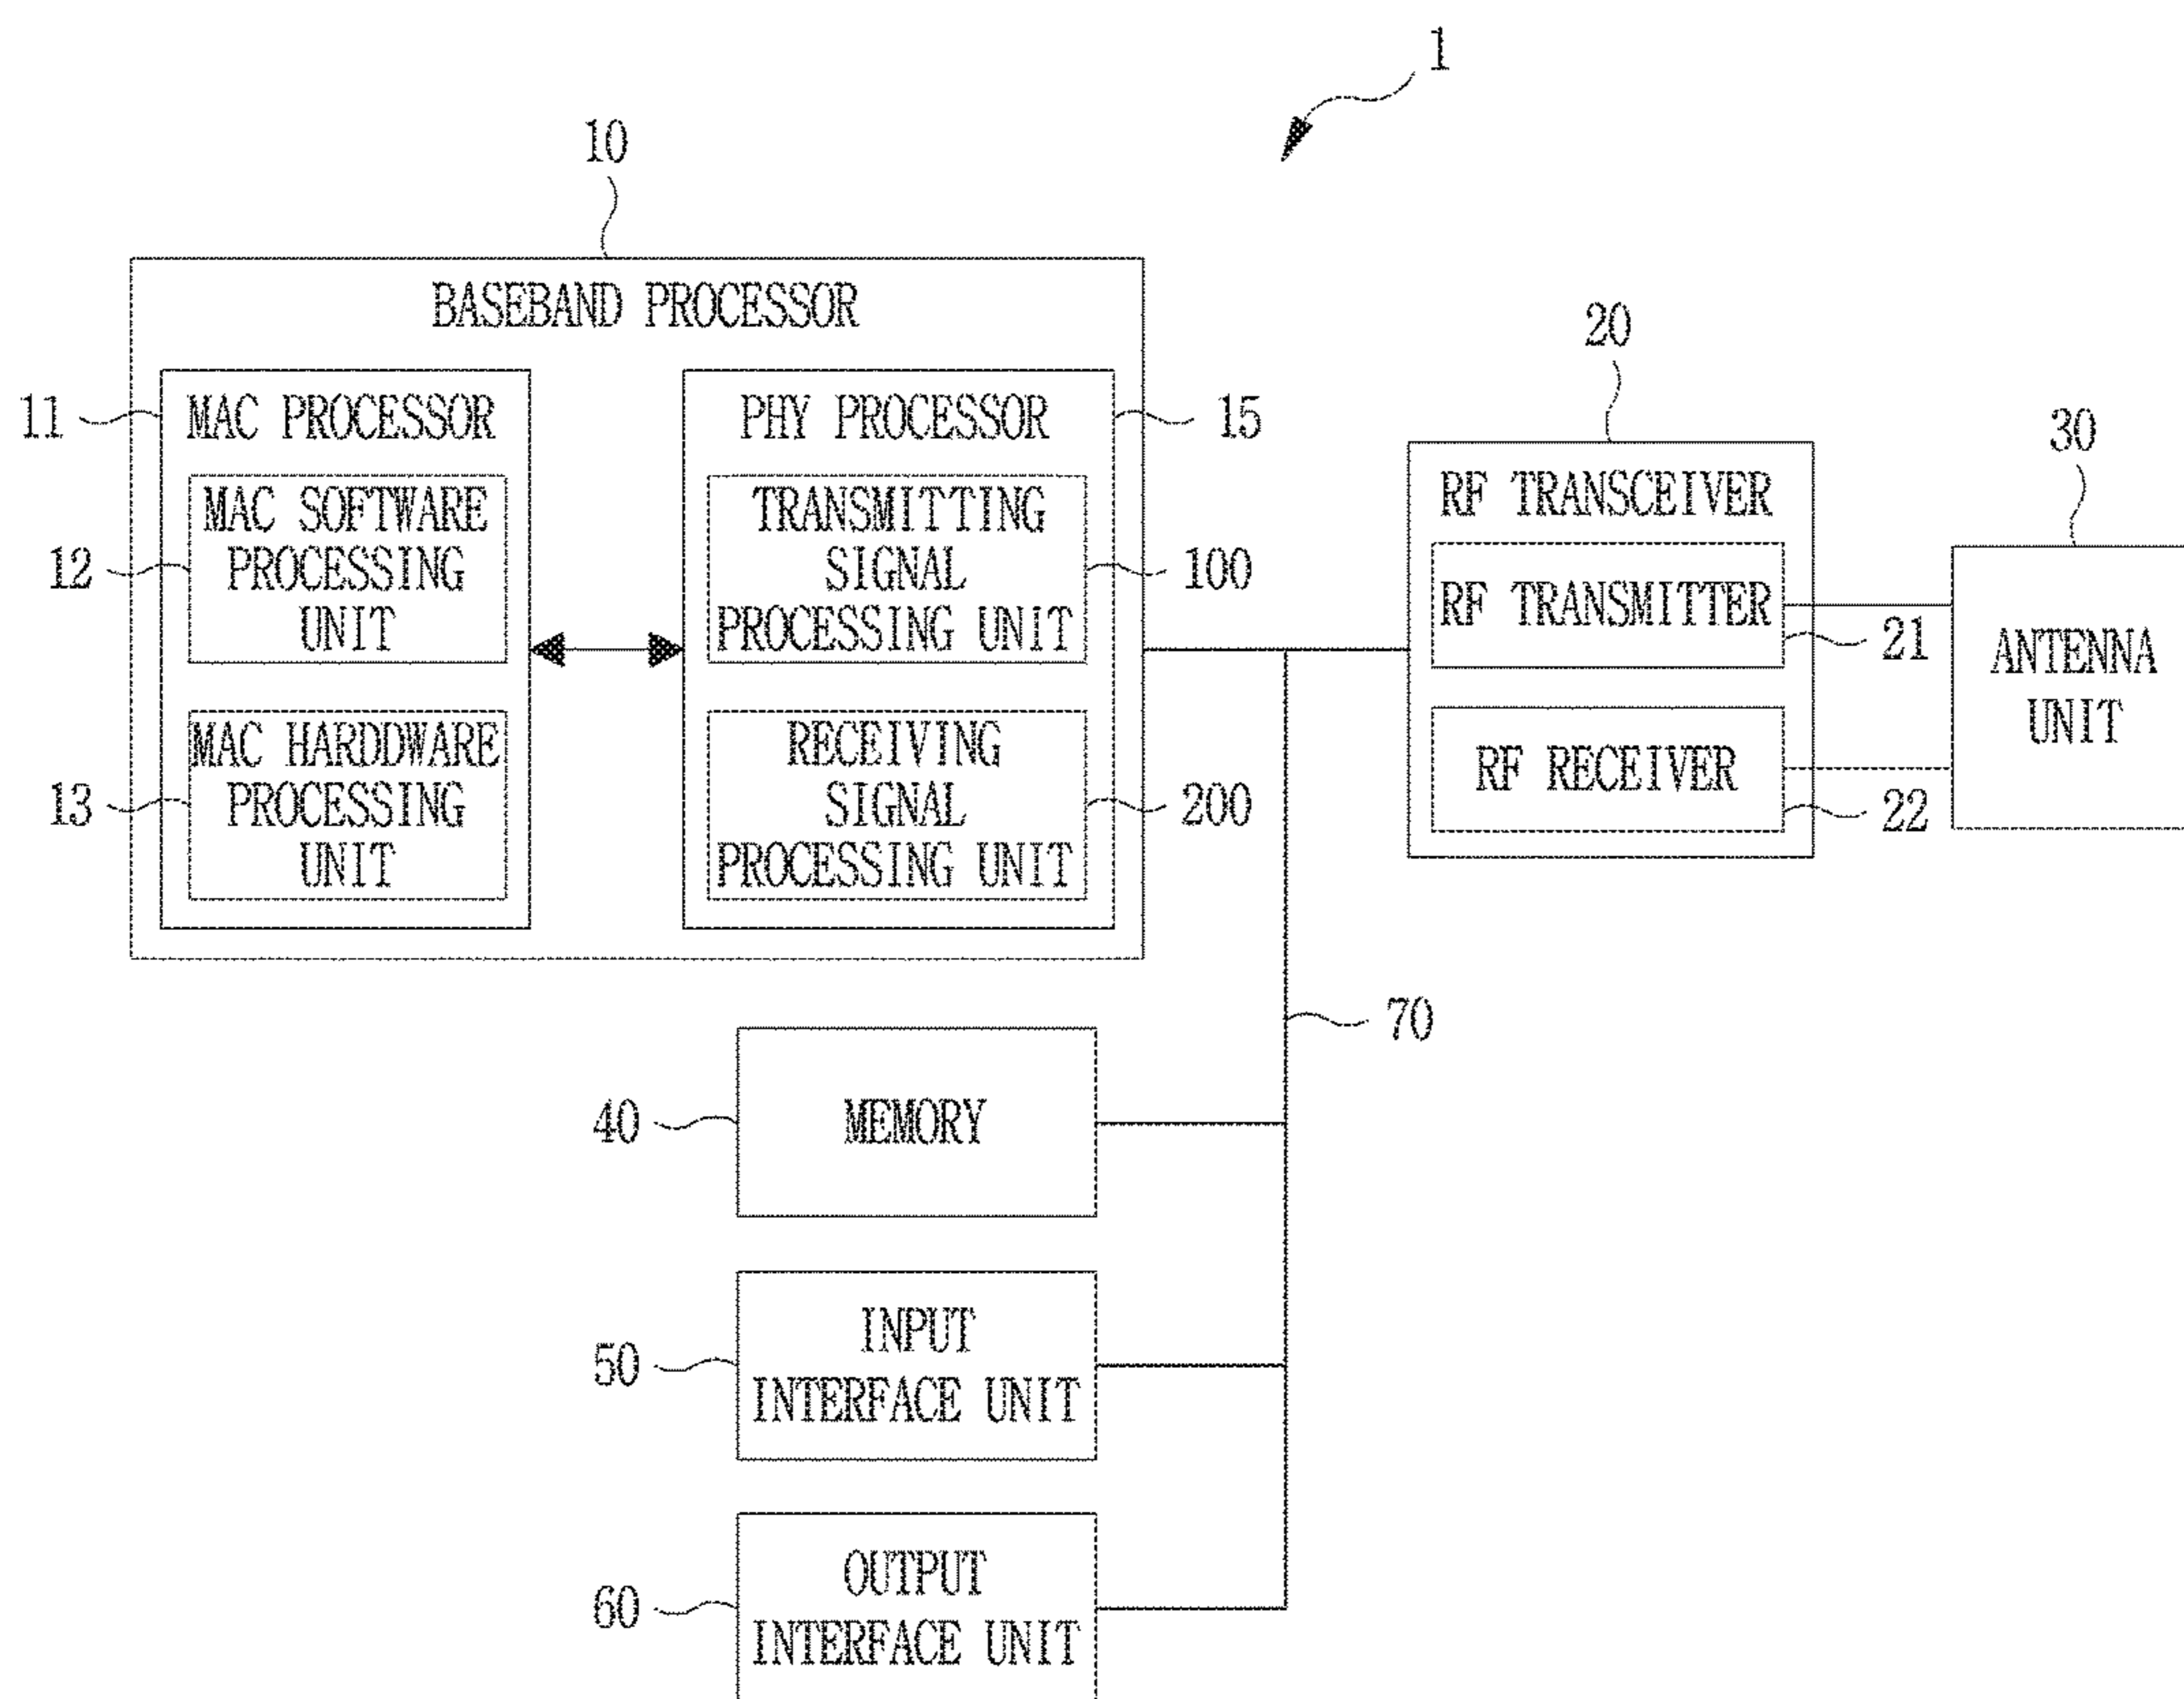 1
10
BASEBAND PROCESSOR
11
MAC PROCESSOR
12
MAC SOFTWARE
PROCESSING
UNIT
13
MAC HARDDWARE
PROCESSING
UNIT
PHY PROCESSOR
15
TRANSMITTING
SIGNAL
PROCESSING UNIT
100
RECEIVING
SIGNAL
PROCESSING UNIT
200
20
RF TRANSCEIVER
RF TRANSMITTER
21
RF RECEIVER
22
30
ANTENNA
UNIT
70
40
MEMORY
50
INPUT
INTERFACE UNIT
60
OUTPUT
INTERFACE UNIT